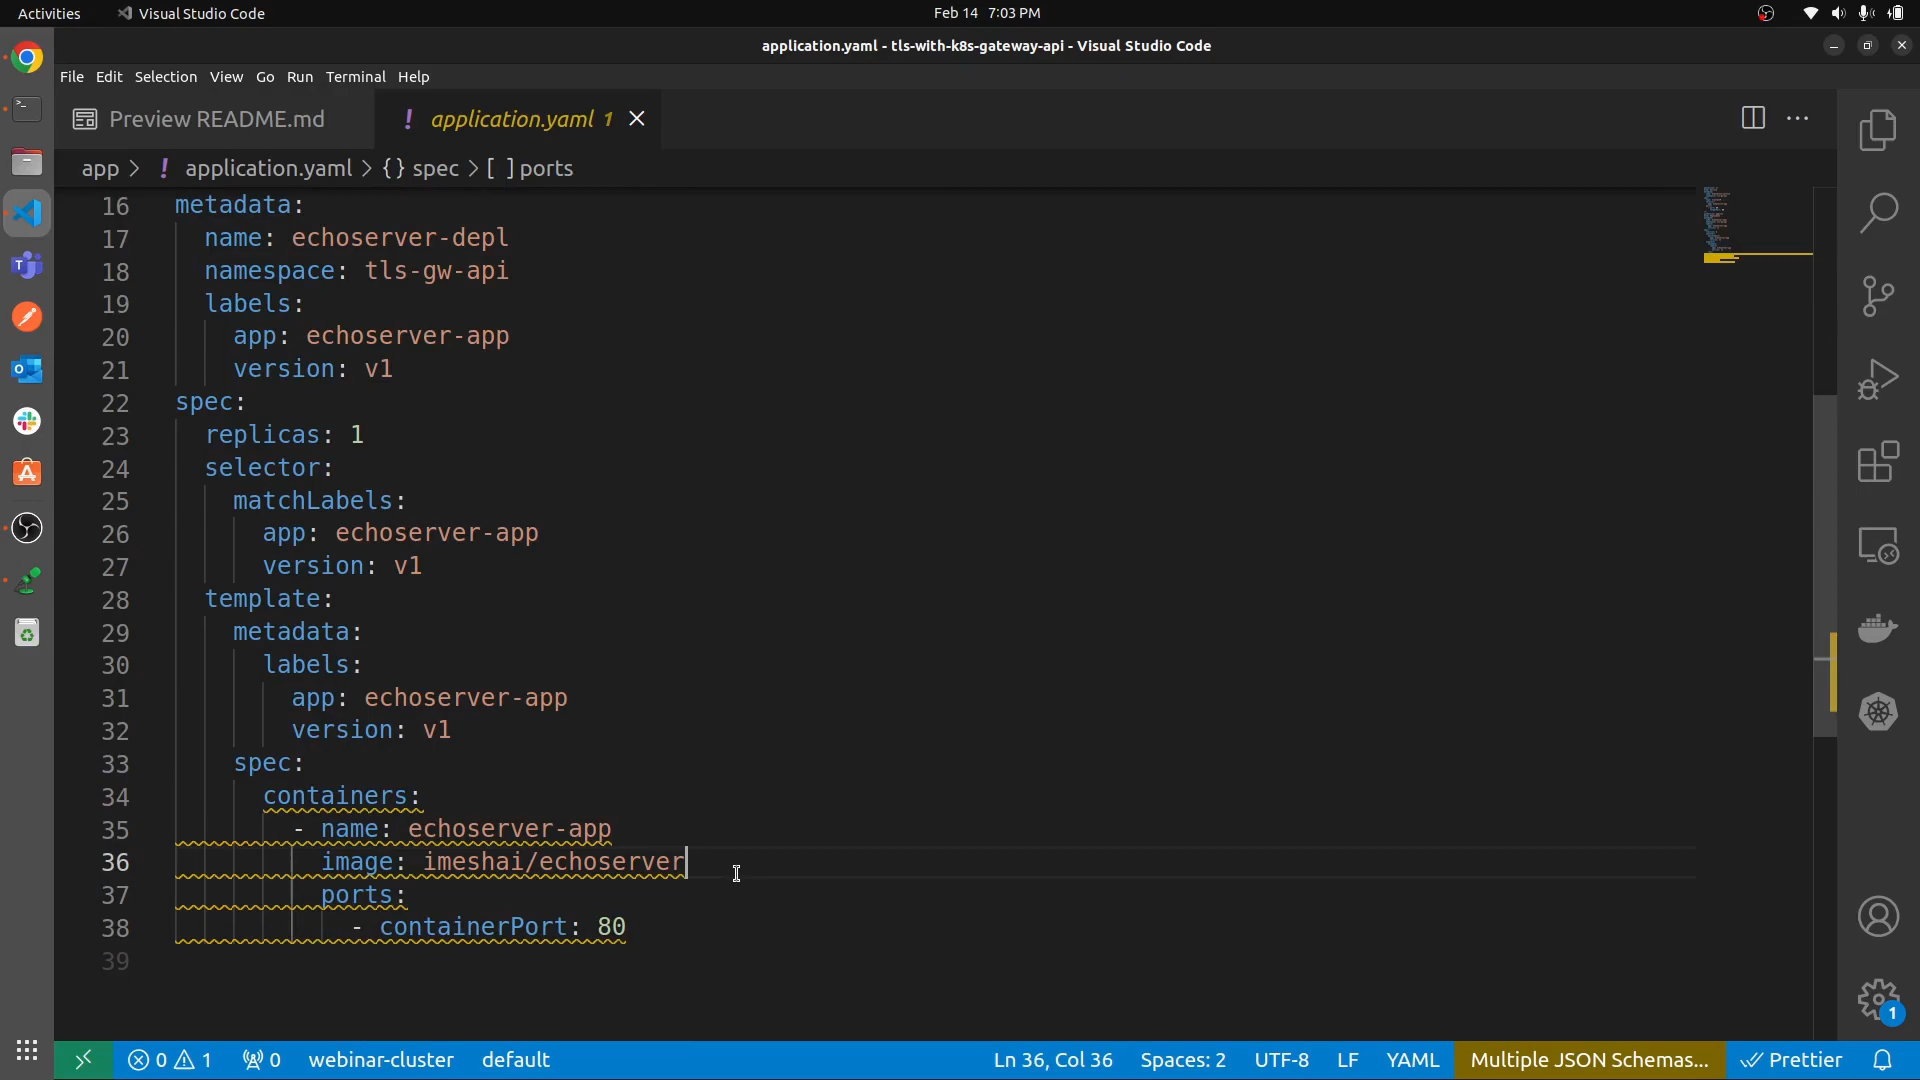 Activities
Visual Studio Code
Feb 14 7:03 PM
application.yaml - tls-with-k8s-gateway-api - Visual Studio Code
File Edit Selection View Go Run Terminal Help
Preview README.md
! application.yaml 1
app > ! application.yaml > {} spec > [ ] ports
16 metadata:
17 name: echoserver-depl
18 namespace: tls-gw-api
19 labels:
20 app: echoserver-app
21 version: v1
22 spec:
23 replicas: 1
24 selector:
25 matchLabels:
26 app: echoserver-app
27 version: v1
28 template:
29 metadata:
30 labels:
31 app: echoserver-app
32 version: v1
33 spec:
34 containers:
35 - name: echoserver-app
36 image: imeshai/echoserver
37 ports:
38 - containerPort: 80
39
1
0 1 0 webinar-cluster default Ln 36, Col 36 Spaces: 2 UTF-8 LF YAML Multiple JSON Schemas... Prettier